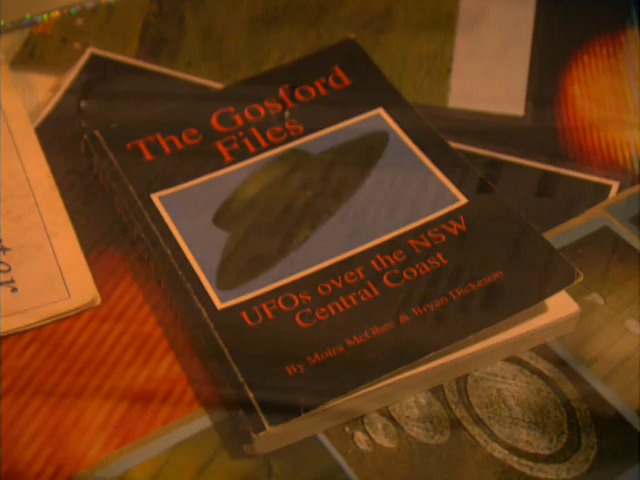 The Gosford
Files
UFOs over the NSW
Central Coast
By Moira McGhee & Bryan Dickeson